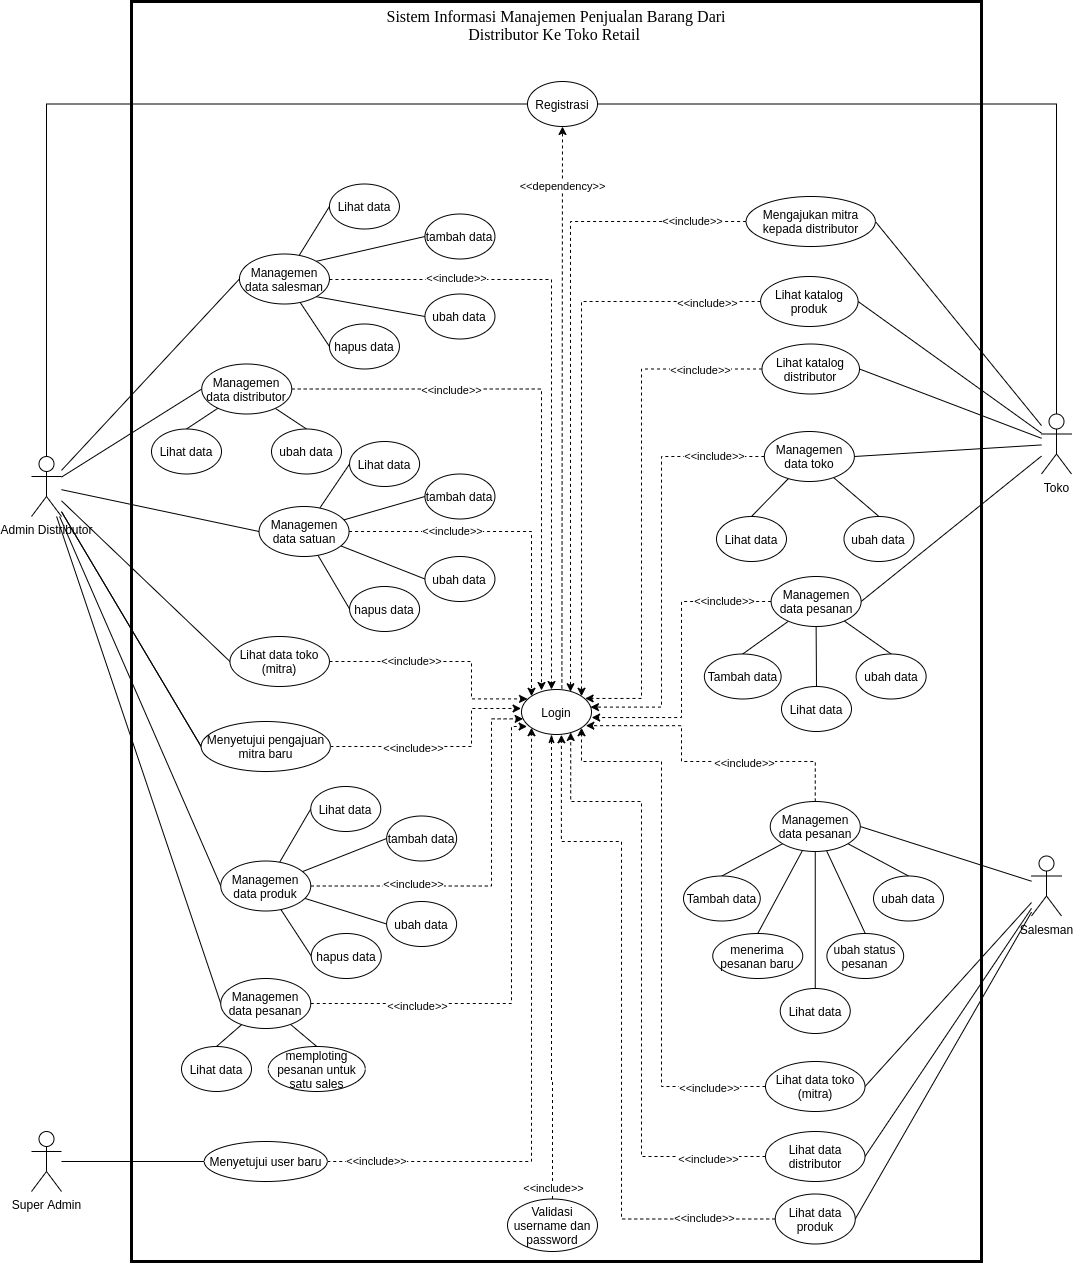 Sistem Informasi Manajemen Penjualan Barang Dari
Distributor Ke Toko Retail
Registrasi
<<dependency>>
Lihat data
tambah data
Managemen
data salesman
<<include>>
ubah data
hapus data
Managemen
data distributor
<<include>>
Lihat data
ubah data
Lihat data
tambah data
Managemen
data satuan
<<include>>
ubah data
hapus data
Admin Distributor
Lihat data toko
(mitra)
<<include>>
Menyetujui pengajuan
mitra baru
<<include>>
Lihat data
tambah data
Managemen
data produk
<<include>>
ubah data
hapus data
Managemen
data pesanan
<<include>>
Lihat data
memploting
pesanan untuk
satu sales
Super Admin
Menyetujui user baru
<<include>>
Login
<<include>>
Validasi
username dan
password
Mengajukan mitra
kepada distributor
<<include>>
Lihat katalog
produk
<<include>>
Lihat katalog
distributor
<<include>>
Managemen
data toko
<<include>>
Lihat data
ubah data
Toko
Managemen
data pesanan
<<include>>
Tambah data
ubah data
Lihat data
<<include>>
Managemen
data pesanan
Tambah data
ubah data
menerima
pesanan baru
ubah status
pesanan
Lihat data
Salesman
Lihat data toko
(mitra)
<<include>>
Lihat data
distributor
<<include>>
Lihat data
produk
<<include>>